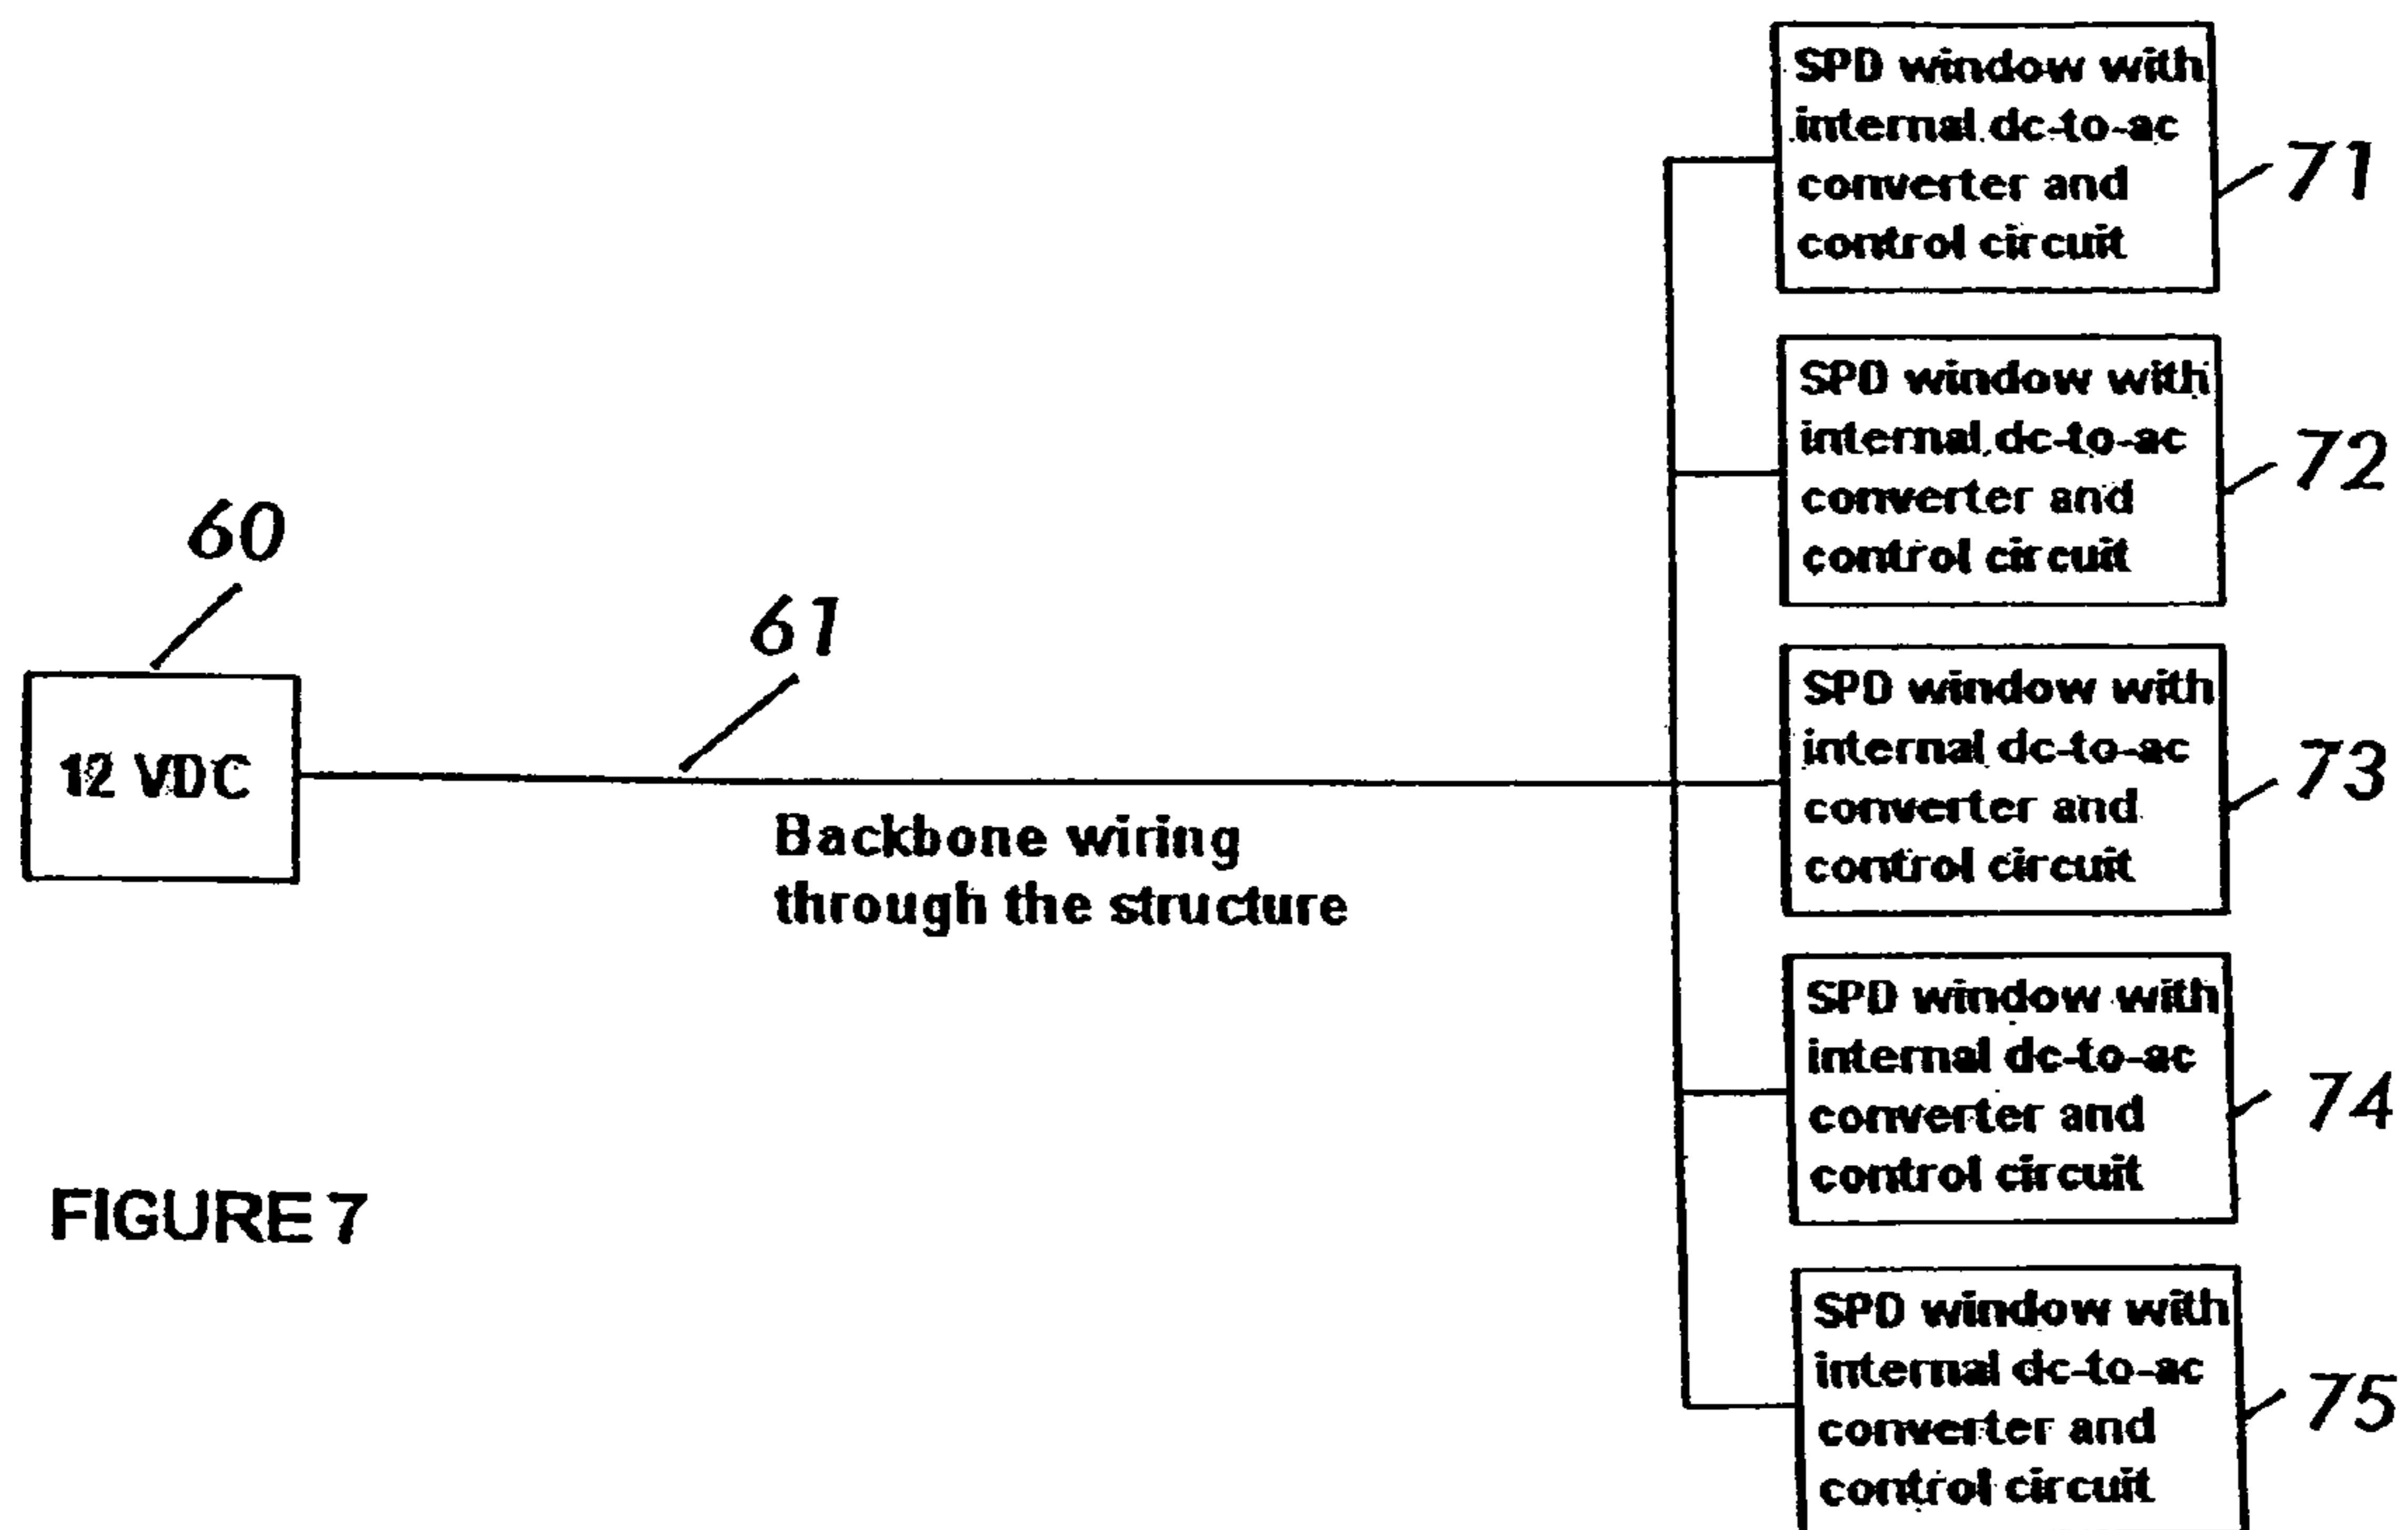 SPD window with
internal dc-to-ac
converter and
control circuit
71
SPD window with
internal dc-to-ac
converter and
control circuit
72
60
61
12 VDC
Backbone wiring
through the structure
SPD window with
internal dc-to-ac
converter and
control circuit
73
SPD window with
internal dc-to-ac
converter and
control circuit
74
FIGURE 7
SPD window with
internal dc-to-ac
converter and
control circuit
75